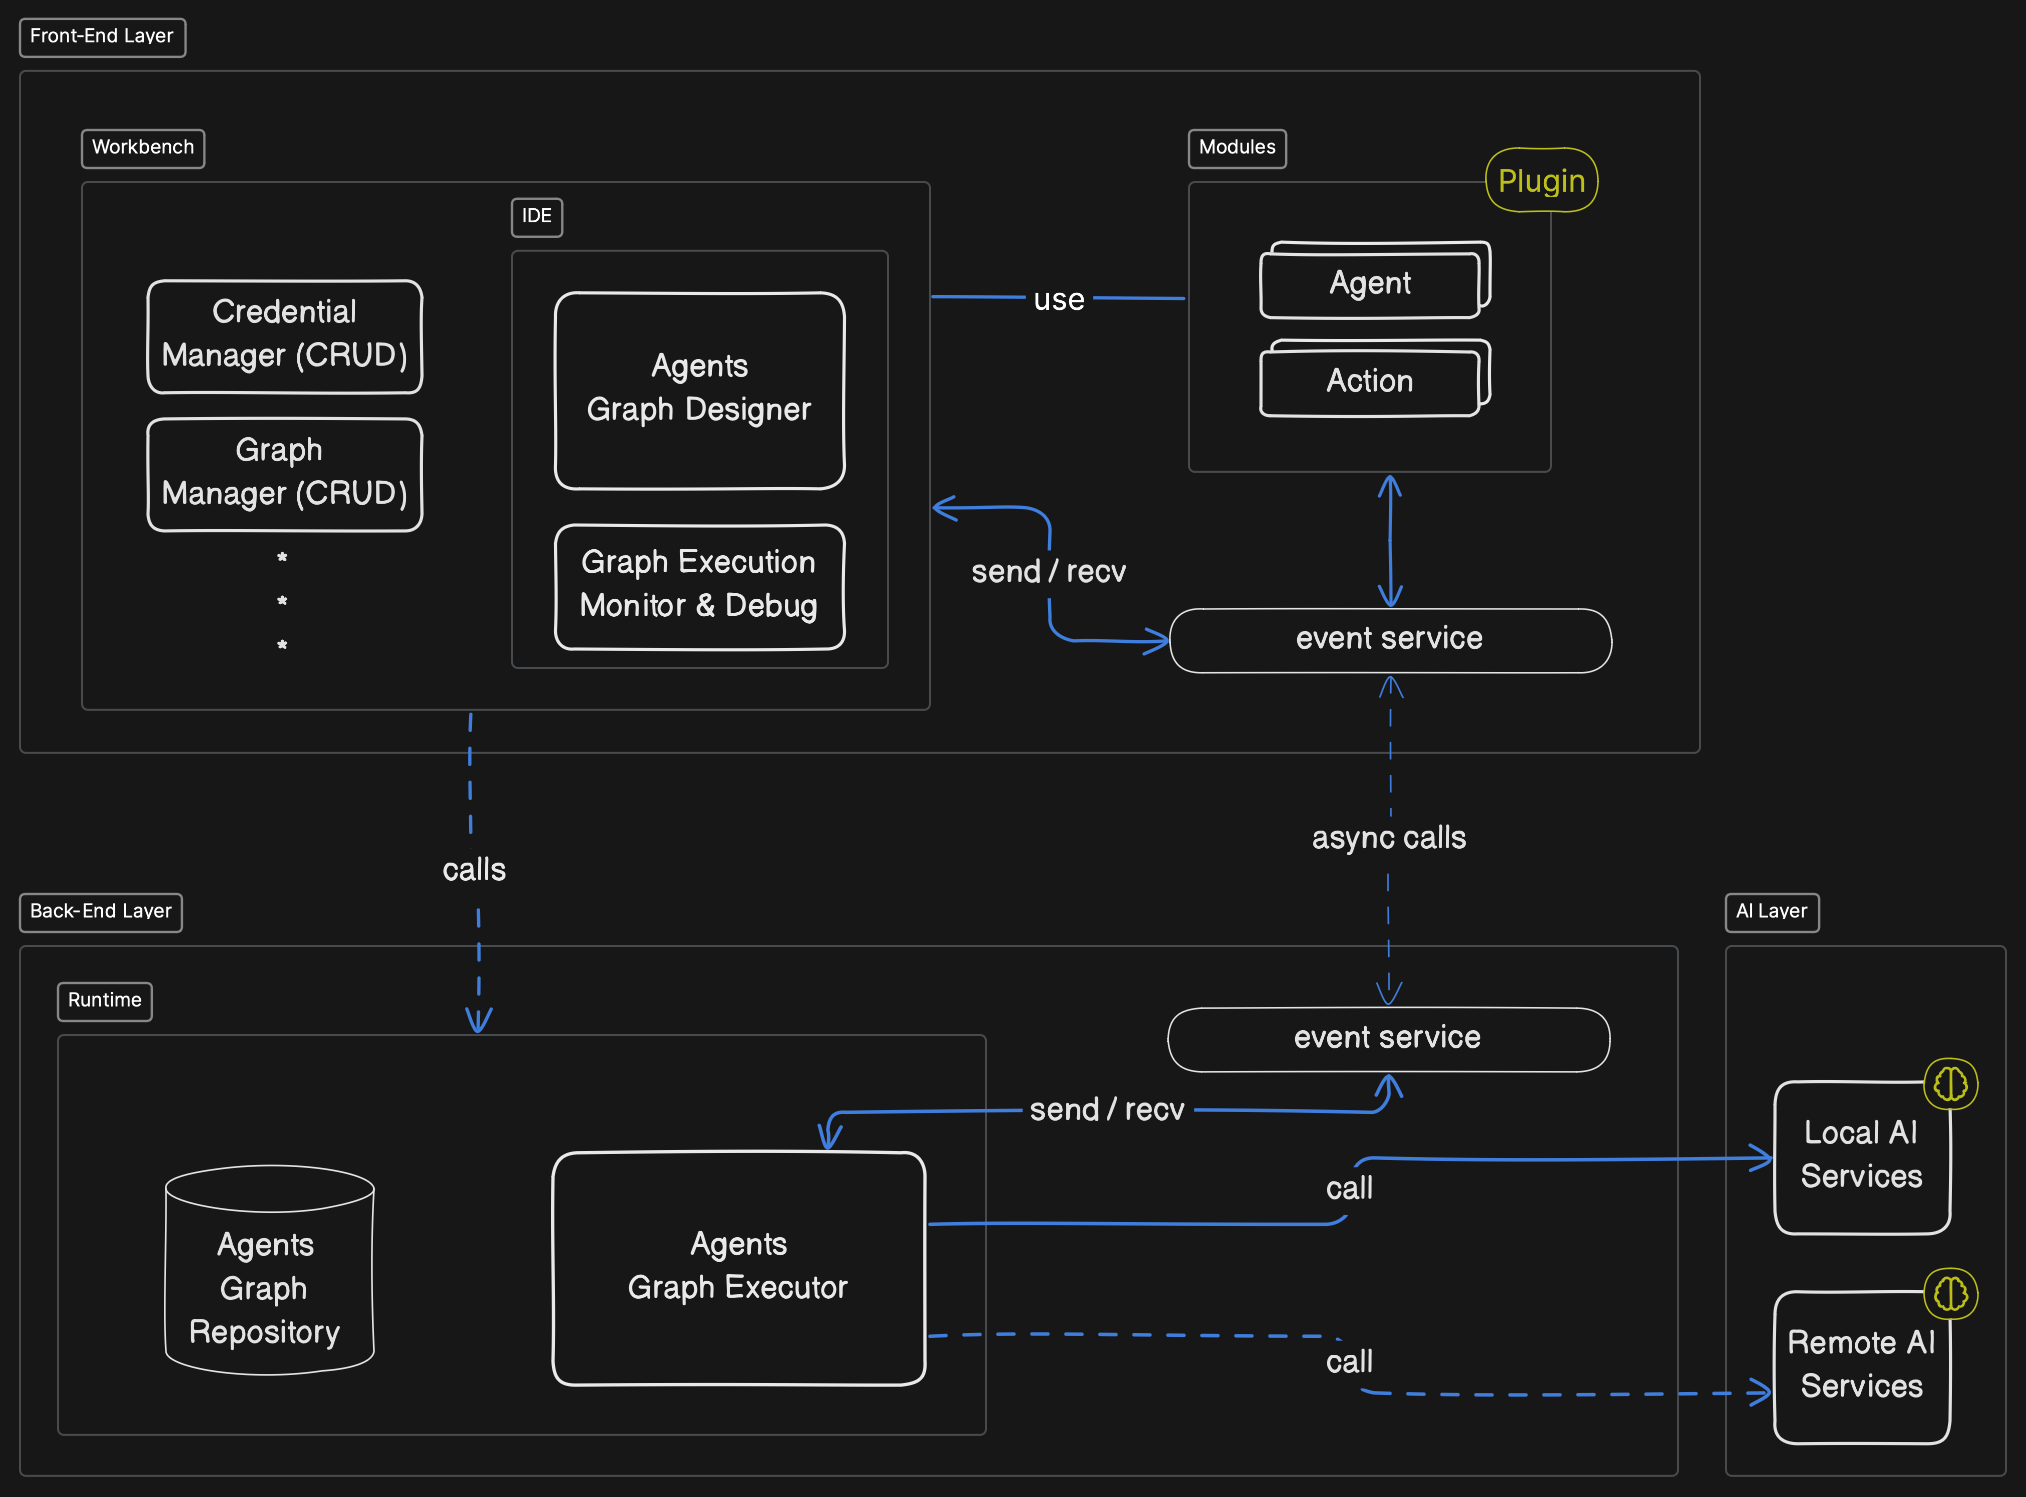 Front-End Layer
Workbench
Modules
Plugin
IDE
Credential
Manager (CRUD)
Graph
Manager (CRUD)
*
*
*
Agents
Graph Designer
Graph Execution
Monitor & Debug
use
Agent
Action
send / recv
event service
calls
async calls
Back-End Layer
AI Layer
Runtime
event service
send / recv
Agents
Graph
Repository
Agents
Graph Executor
call
call
Local AI
Services
Remote AI
Services